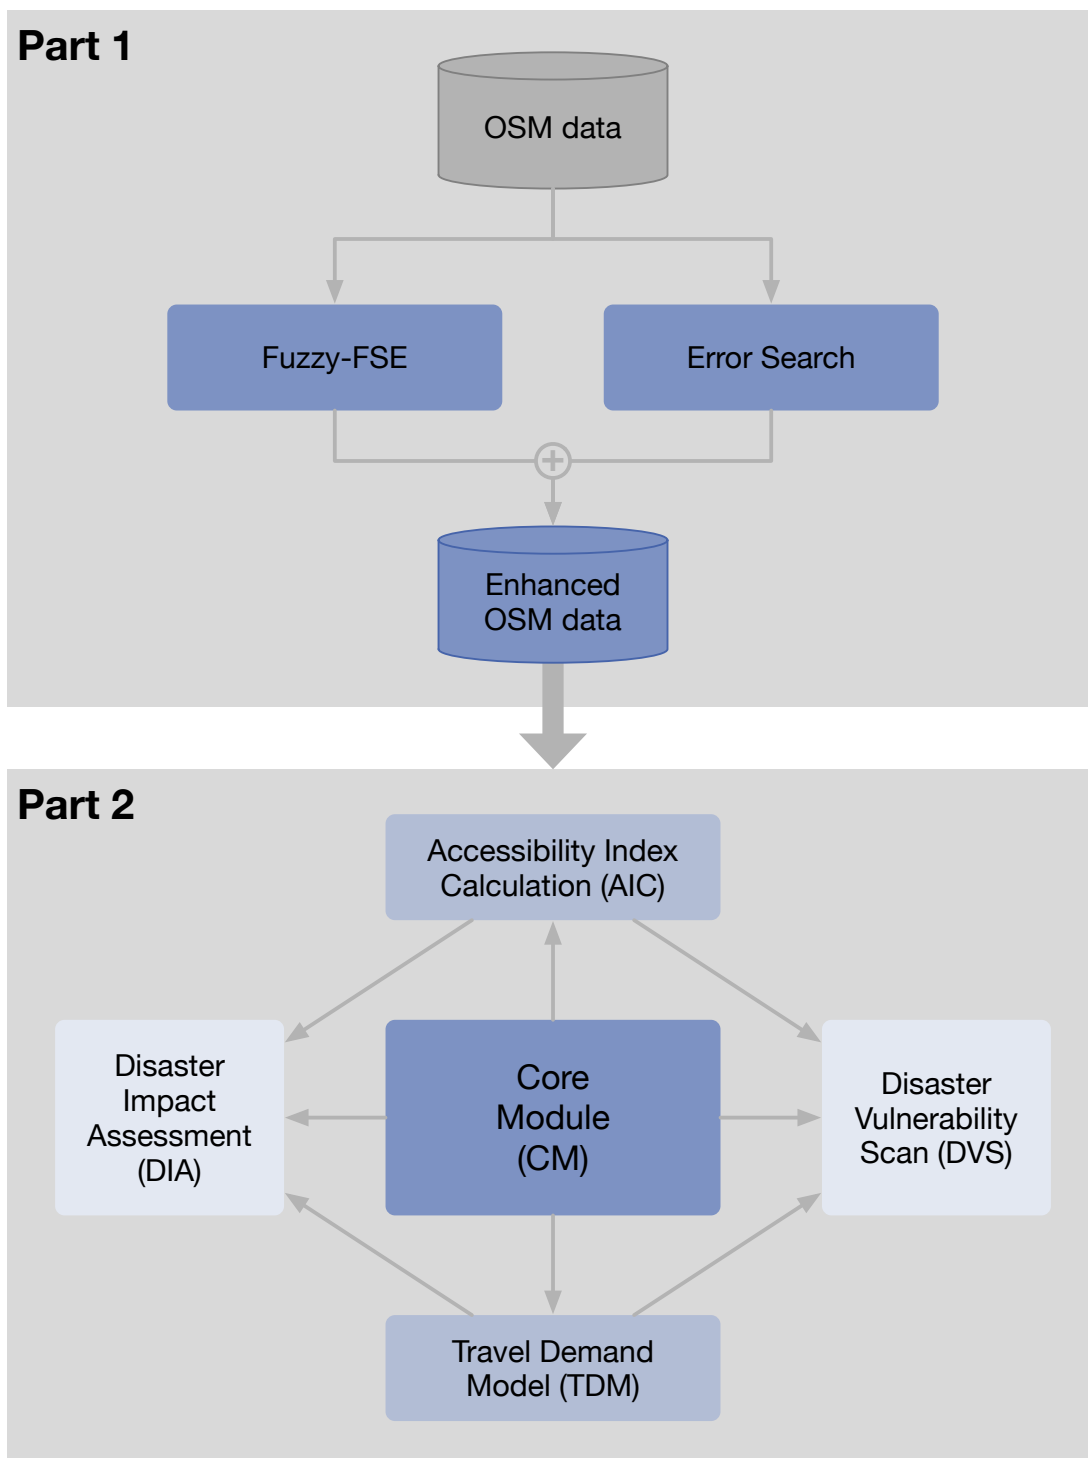 Part 1
OSM data
Fuzzy-FSE
Error Search
Enhanced
OSM data
Part 2
Accessibility Index
Calculation (AIC)
Disaster
Impact
Assessment
(DIA)
Core
Module
(CM)
Disaster
Vulnerability
Scan (DVS)
Travel Demand
Model (TDM)